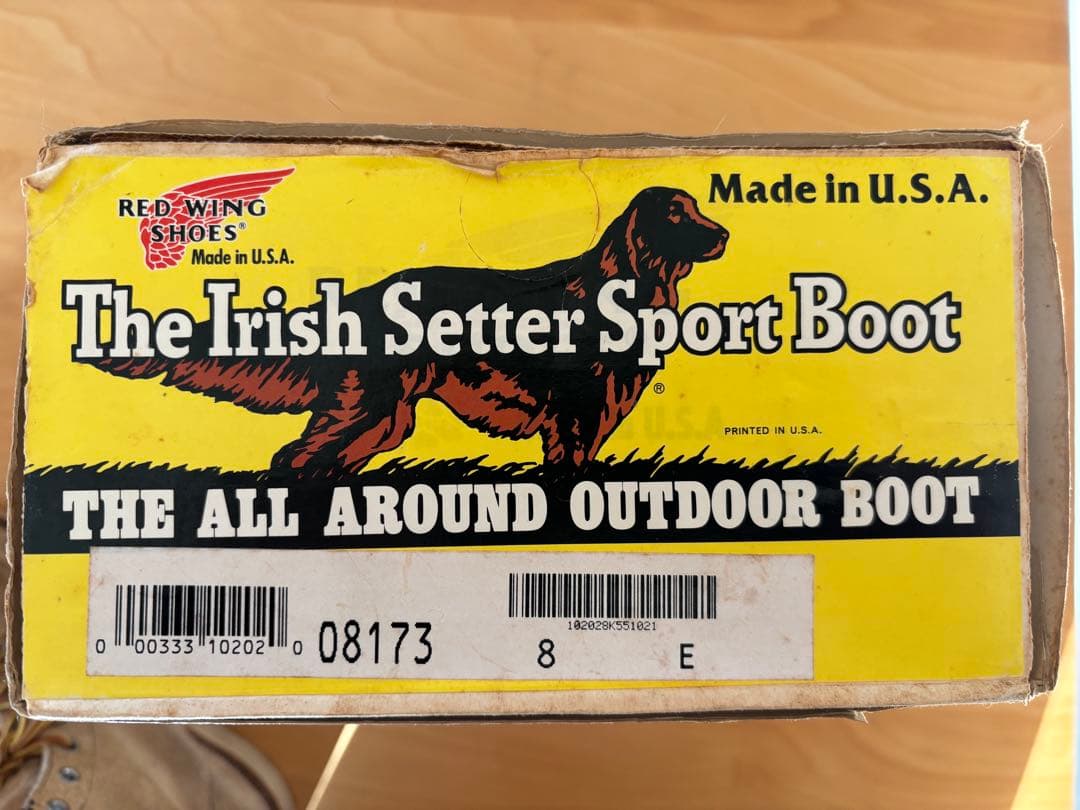 RED WING
SHOES®
Made in U.S.A.
Made in U.S.A.
The Irish Setter Sport Boot
®
PRINTED IN U.S.A.
THE ALL AROUND OUTDOOR BOOT
0 00333 10202 0
08173
102028K551021
8 E